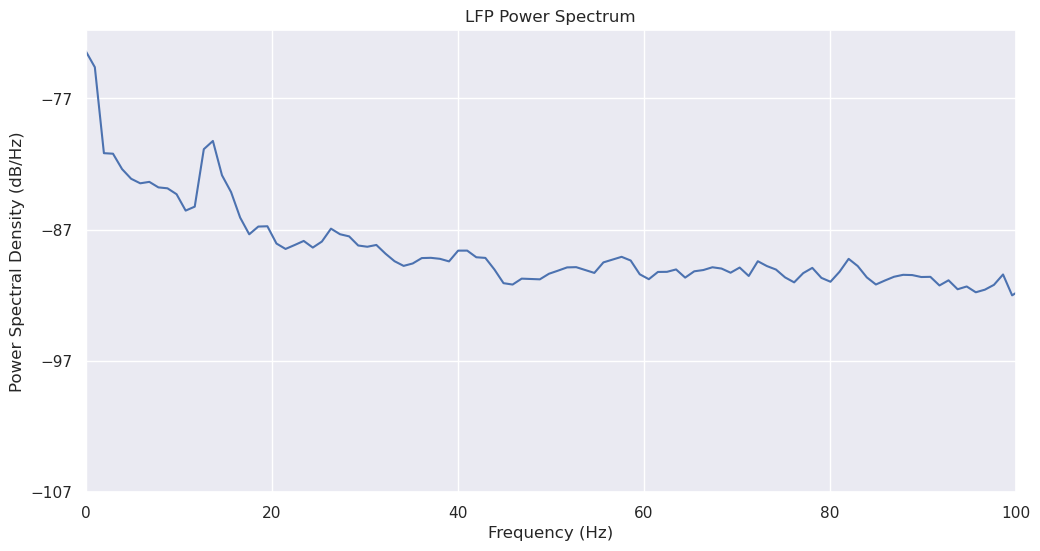 LFP Power Spectrum
Power Spectral Density (dB/Hz)
−77
−87
−97
−107
0 20 40 60 80 100
Frequency (Hz)